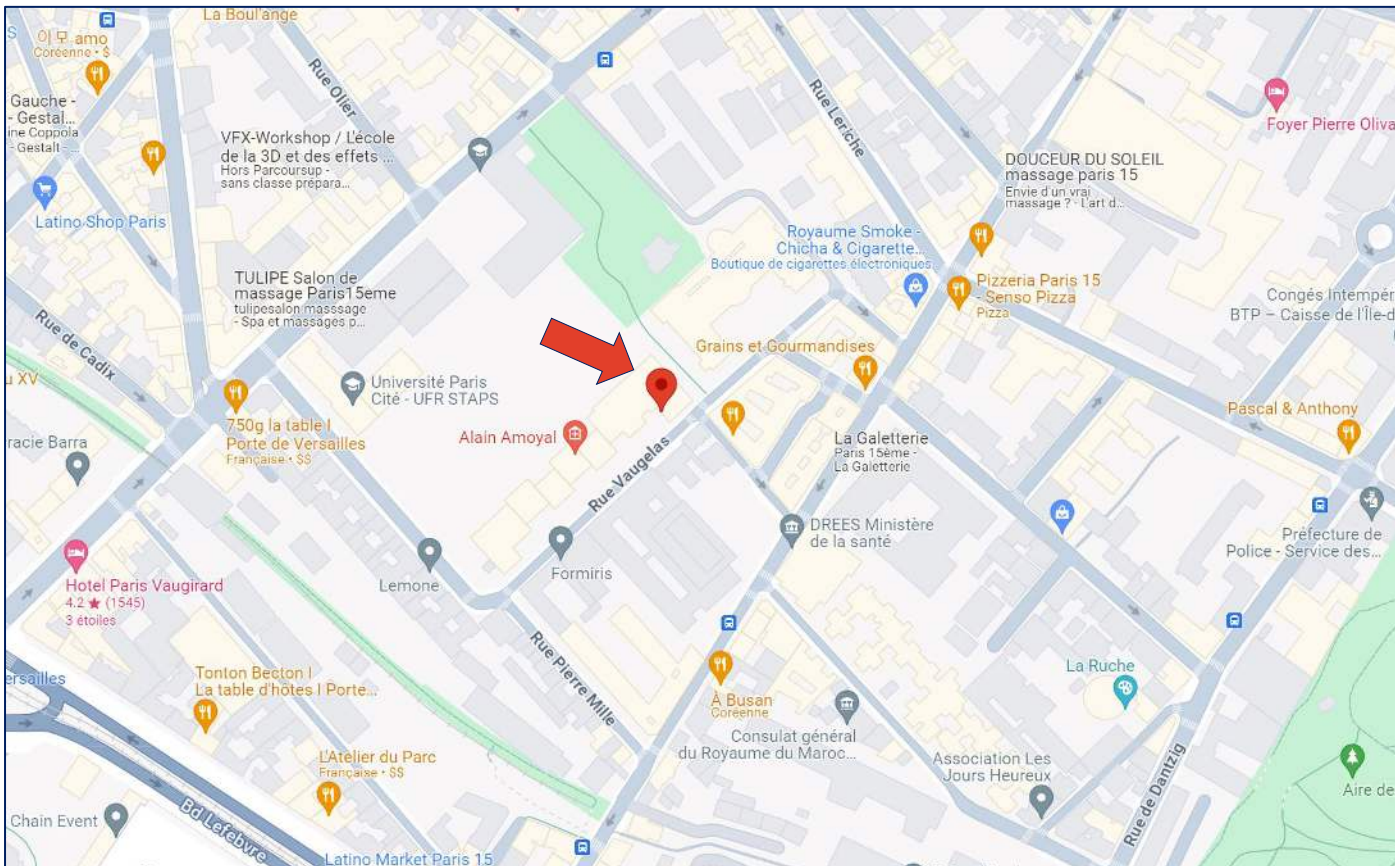 La Boul'ange
이모 amo
Coréenne • $
Gauche -
- Gestal...
ine Coppola
- Gestalt - ...
Rue Olier
VFX-Workshop / L'école
de la 3D et des effets ...
Hors Parcoursup -
sans classe prépara...
Latino Shop Paris
Rue Leriche
Foyer Pierre Oliva
DOUCEUR DU SOLEIL
massage paris 15
Envie d'un vrai
massage ? - L'art d...
Royaume Smoke -
Chicha & Cigarette...
Boutique de cigarettes électroniques
TULIPE Salon de
massage Paris15eme
tulipesalon masssage
- Spa et massages p...
Pizzeria Paris 15
- Senso Pizza
Pizza
Congés Intempér
BTP – Caisse de l'Île-d
Rue de Cadix
Grains et Gourmandises
u XV
Université Paris
Cité - UFR STAPS
750g la table I
Porte de Versailles
Française • $$
Pascal & Anthony
racie Barra
Alain Amoyal
La Galetterie
Paris 15ème -
La Galetterie
Rue Vaugelas
DREES Ministère
de la santé
Préfecture de
Police - Service des...
Hotel Paris Vaugirard
4.2 ★ (1545)
3 étoiles
Lemone
Formiris
Rue Pierre Mille
La Ruche
ersailles
Tonton Becton I
La table d'hôtes I Porte...
À Busan
Coréenne
Consulat général
du Royaume du Maroc...
L'Atelier du Parc
Française • $$
Association Les
Jours Heureux
Rue de Dantzig
Aire de
Chain Event
Bd Lefebvre
Latino Market Paris 15